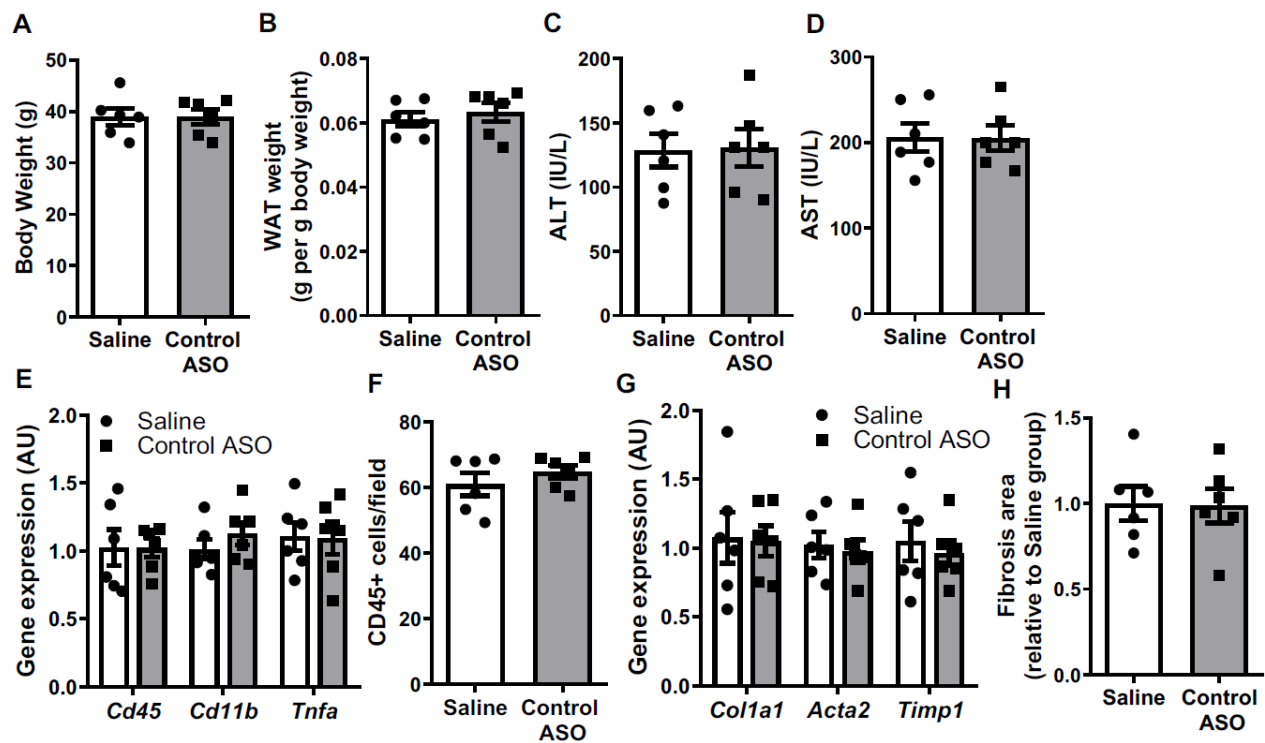 A
Body Weight (g)
50
40
30
20
10
0
Saline
Control
ASO
B
WAT weight
(g per g body weight)
0.08
0.06
0.04
0.02
0.00
Saline
Control
ASO
C
ALT (IU/L)
200
150
100
50
0
Saline
Control
ASO
D
AST (IU/L)
300
200
100
0
Saline
Control
ASO
E
Gene expression (AU)
2.0
1.5
1.0
0.5
0.0
Saline
Control ASO
Cd45 Cd11b Tnfa
F
CD45+ cells/field
80
60
40
20
0
Saline
Control
ASO
G
Gene expression (AU)
2.0
1.5
1.0
0.5
0.0
Saline
Control ASO
Col1a1 Acta2 Timp1
H
Fibrosis area
(relative to Saline group)
1.5
1.0
0.5
0.0
Saline
Control
ASO